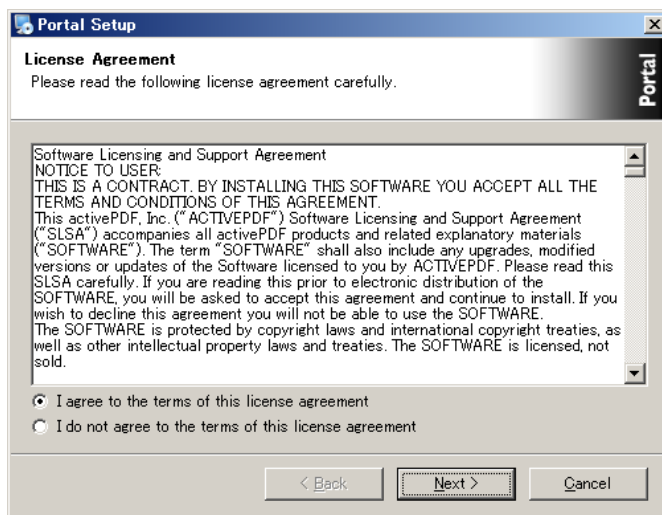 Portal Setup
License Agreement
Please read the following license agreement carefully.
Portal
Software Licensing and Support Agreement
NOTICE TO USER:
THIS IS A CONTRACT. BY INSTALLING THIS SOFTWARE YOU ACCEPT ALL THE
TERMS AND CONDITIONS OF THIS AGREEMENT.
This activePDF, Inc. ("ACTIVEPDF") Software Licensing and Support Agreement
("SLSA") accompanies all activePDF products and related explanatory materials
("SOFTWARE"). The term "SOFTWARE" shall also include any upgrades, modified
versions or updates of the Software licensed to you by ACTIVEPDF. Please read this
SLSA carefully. If you are reading this prior to electronic distribution of the
SOFTWARE, you will be asked to accept this agreement and continue to install. If you
wish to decline this agreement you will not be able to use the SOFTWARE.
The SOFTWARE is protected by copyright laws and international copyright treaties, as
well as other intellectual property laws and treaties. The SOFTWARE is licensed, not
sold.
I agree to the terms of this license agreement
I do not agree to the terms of this license agreement
< Back
Next >
Cancel